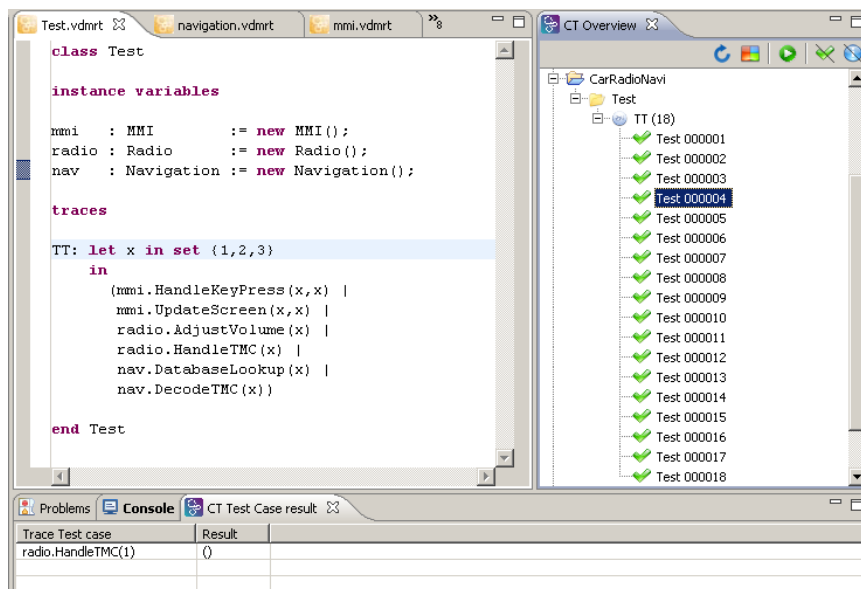 Test.vdmrt navigation.vdmrt mmi.vdmrt »8
class Test
instance variables
mmi : MMI := new MMI();
radio : Radio := new Radio();
nav : Navigation := new Navigation();
traces
TT: let x in set {1,2,3}
in
(mmi.HandleKeyPress(x,x) |
mmi.UpdateScreen(x,x) |
radio.AdjustVolume(x) |
radio.HandleTMC(x) |
nav.DatabaseLookup(x) |
nav.DecodeTMC(x))
end Test
CT Overview
CarRadioNavi
Test
TT (18)
Test 000001
Test 000002
Test 000003
Test 000004
Test 000005
Test 000006
Test 000007
Test 000008
Test 000009
Test 000010
Test 000011
Test 000012
Test 000013
Test 000014
Test 000015
Test 000016
Test 000017
Test 000018
Problems Console CT Test Case result
Trace Test case Result
radio.HandleTMC(1) ()